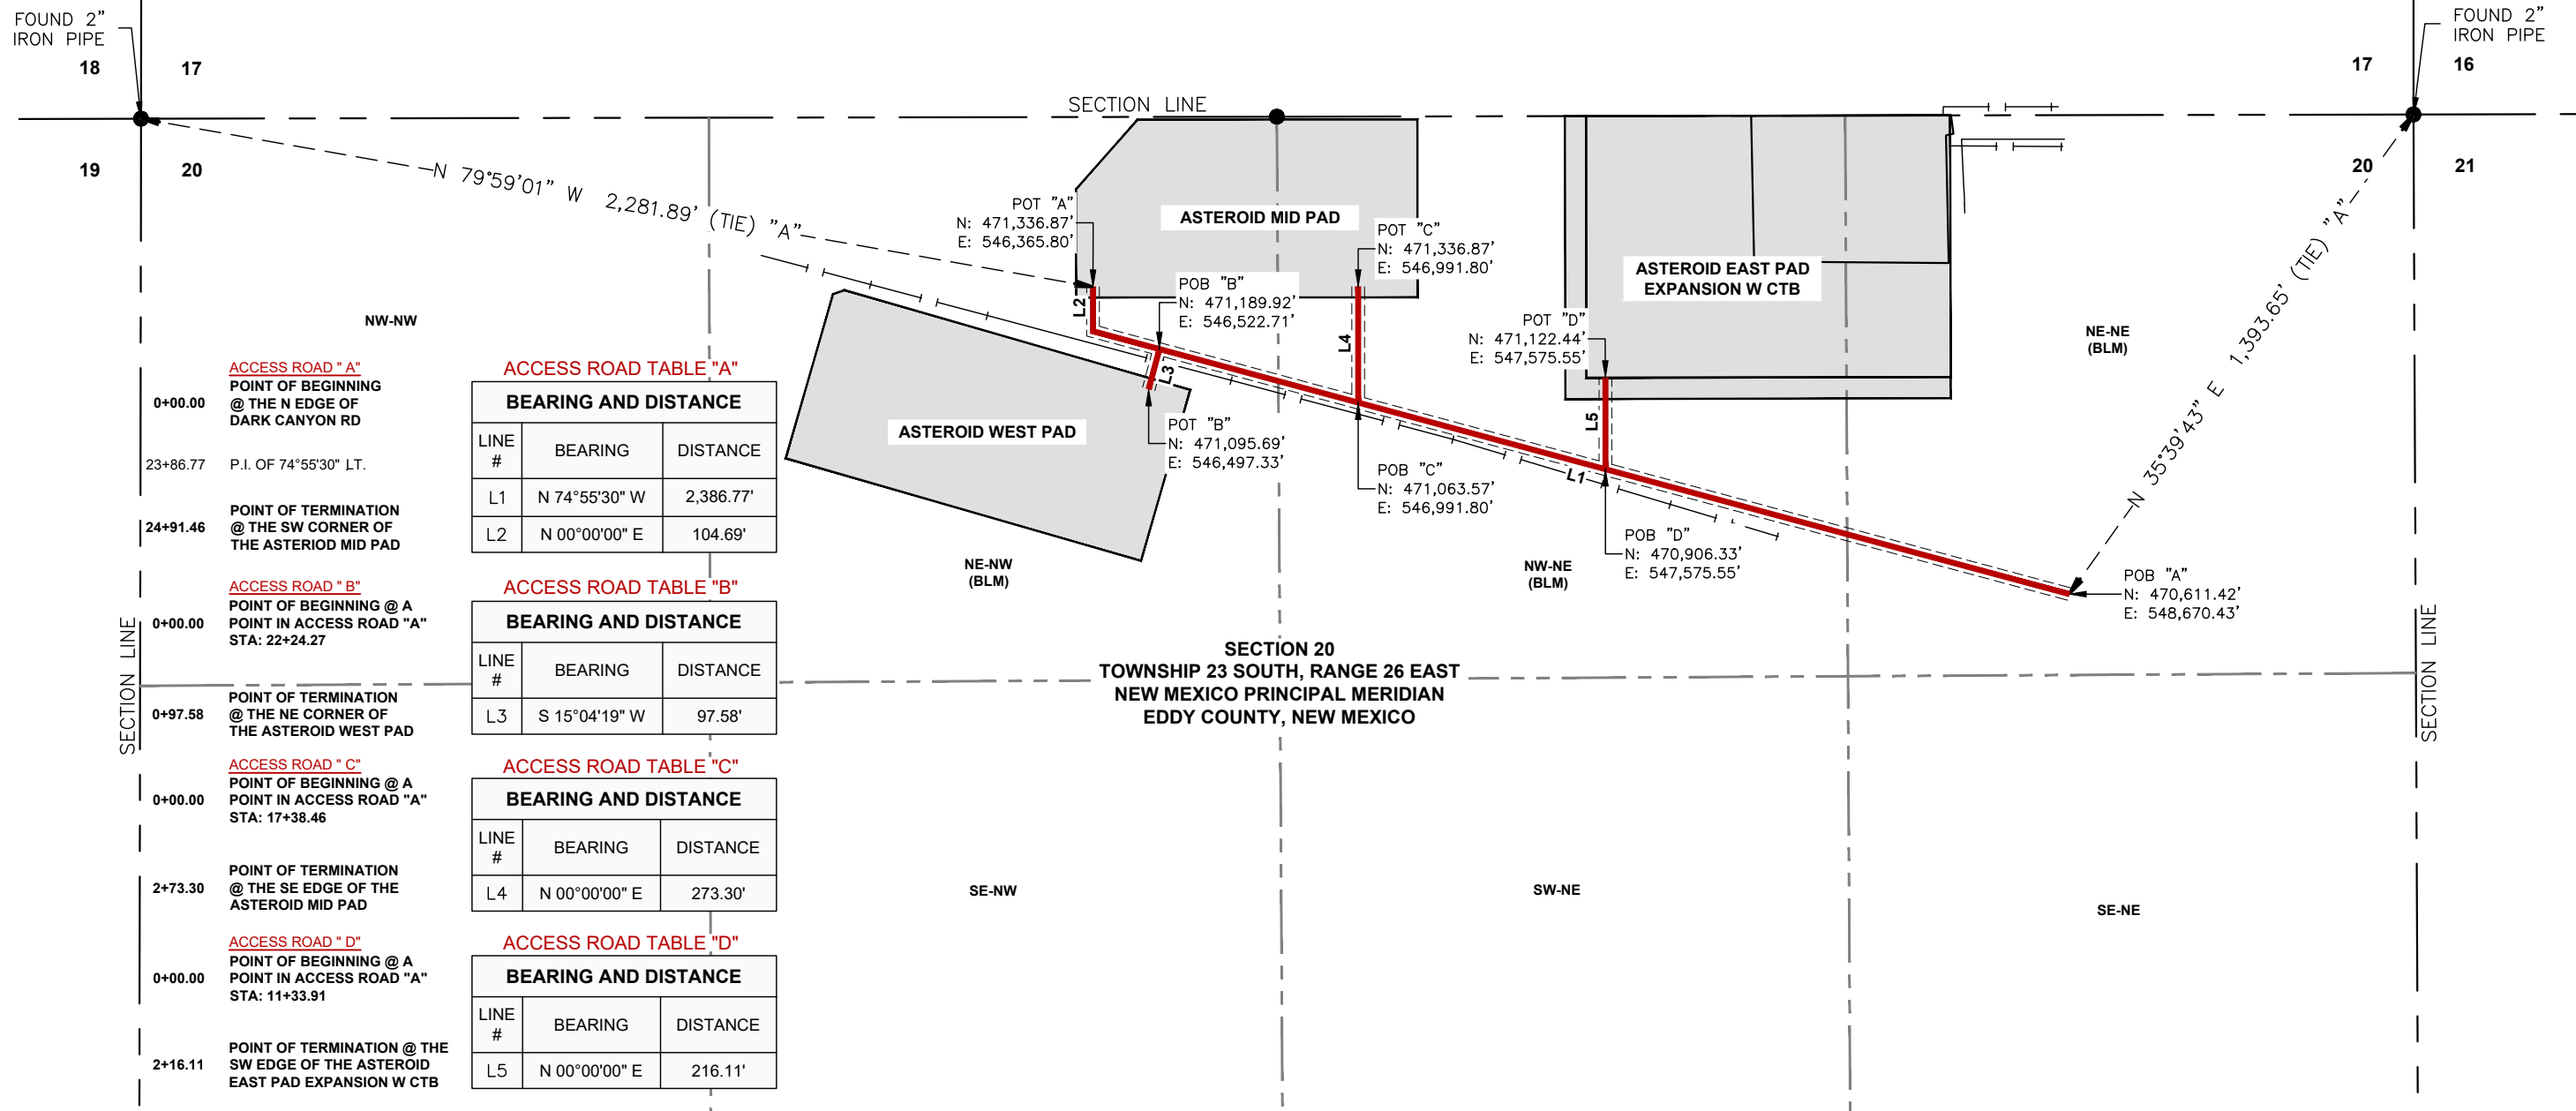 FOUND 2”
IRON PIPE
18
17
19
20
FOUND 2”
IRON PIPE
17
16
20
21
SECTION LINE
N 79°59'01” W 2,281.89' (TIE) ”A”
POT ”A”
N: 471,336.87'
E: 546,365.80'
ASTEROID MID PAD
POT ”C”
N: 471,336.87'
E: 546,991.80'
POB ”B”
N: 471,189.92'
E: 546,522.71'
L2
L3
L4
L5
L1
ASTEROID EAST PAD
EXPANSION W CTB
POT ”D”
N: 471,122.44'
E: 547,575.55'
NE-NE
(BLM)
N 35°39'43” E 1,393.65' (TIE) ”A”
NW-NW
ASTEROID WEST PAD
POT ”B”
N: 471,095.69'
E: 546,497.33'
POB ”C”
N: 471,063.57'
E: 546,991.80'
POB ”D”
N: 470,906.33'
E: 547,575.55'
POB ”A”
N: 470,611.42'
E: 548,670.43'
NE-NW
(BLM)
NW-NE
(BLM)
SECTION 20
TOWNSHIP 23 SOUTH, RANGE 26 EAST
NEW MEXICO PRINCIPAL MERIDIAN
EDDY COUNTY, NEW MEXICO
SECTION LINE
SECTION LINE
SE-NW
SW-NE
SE-NE
ACCESS ROAD " A"
0+00.00
POINT OF BEGINNING
@ THE N EDGE OF
DARK CANYON RD
23+86.77 P.I. OF 74°55'30" LT.
24+91.46
POINT OF TERMINATION
@ THE SW CORNER OF
THE ASTERIOD MID PAD
ACCESS ROAD TABLE "A"
BEARING AND DISTANCE
LINE # BEARING DISTANCE
L1 N 74°55'30" W 2,386.77'
L2 N 00°00'00" E 104.69'
ACCESS ROAD " B"
0+00.00
POINT OF BEGINNING @ A
POINT IN ACCESS ROAD "A"
STA: 22+24.27
0+97.58
POINT OF TERMINATION
@ THE NE CORNER OF
THE ASTEROID WEST PAD
ACCESS ROAD TABLE "B"
BEARING AND DISTANCE
LINE # BEARING DISTANCE
L3 S 15°04'19" W 97.58'
ACCESS ROAD " C"
0+00.00
POINT OF BEGINNING @ A
POINT IN ACCESS ROAD "A"
STA: 17+38.46
2+73.30
POINT OF TERMINATION
@ THE SE EDGE OF THE
ASTEROID MID PAD
ACCESS ROAD TABLE "C"
BEARING AND DISTANCE
LINE # BEARING DISTANCE
L4 N 00°00'00" E 273.30'
ACCESS ROAD " D"
0+00.00
POINT OF BEGINNING @ A
POINT IN ACCESS ROAD "A"
STA: 11+33.91
2+16.11
POINT OF TERMINATION @ THE
SW EDGE OF THE ASTEROID
EAST PAD EXPANSION W CTB
ACCESS ROAD TABLE "D"
BEARING AND DISTANCE
LINE # BEARING DISTANCE
L5 N 00°00'00" E 216.11'